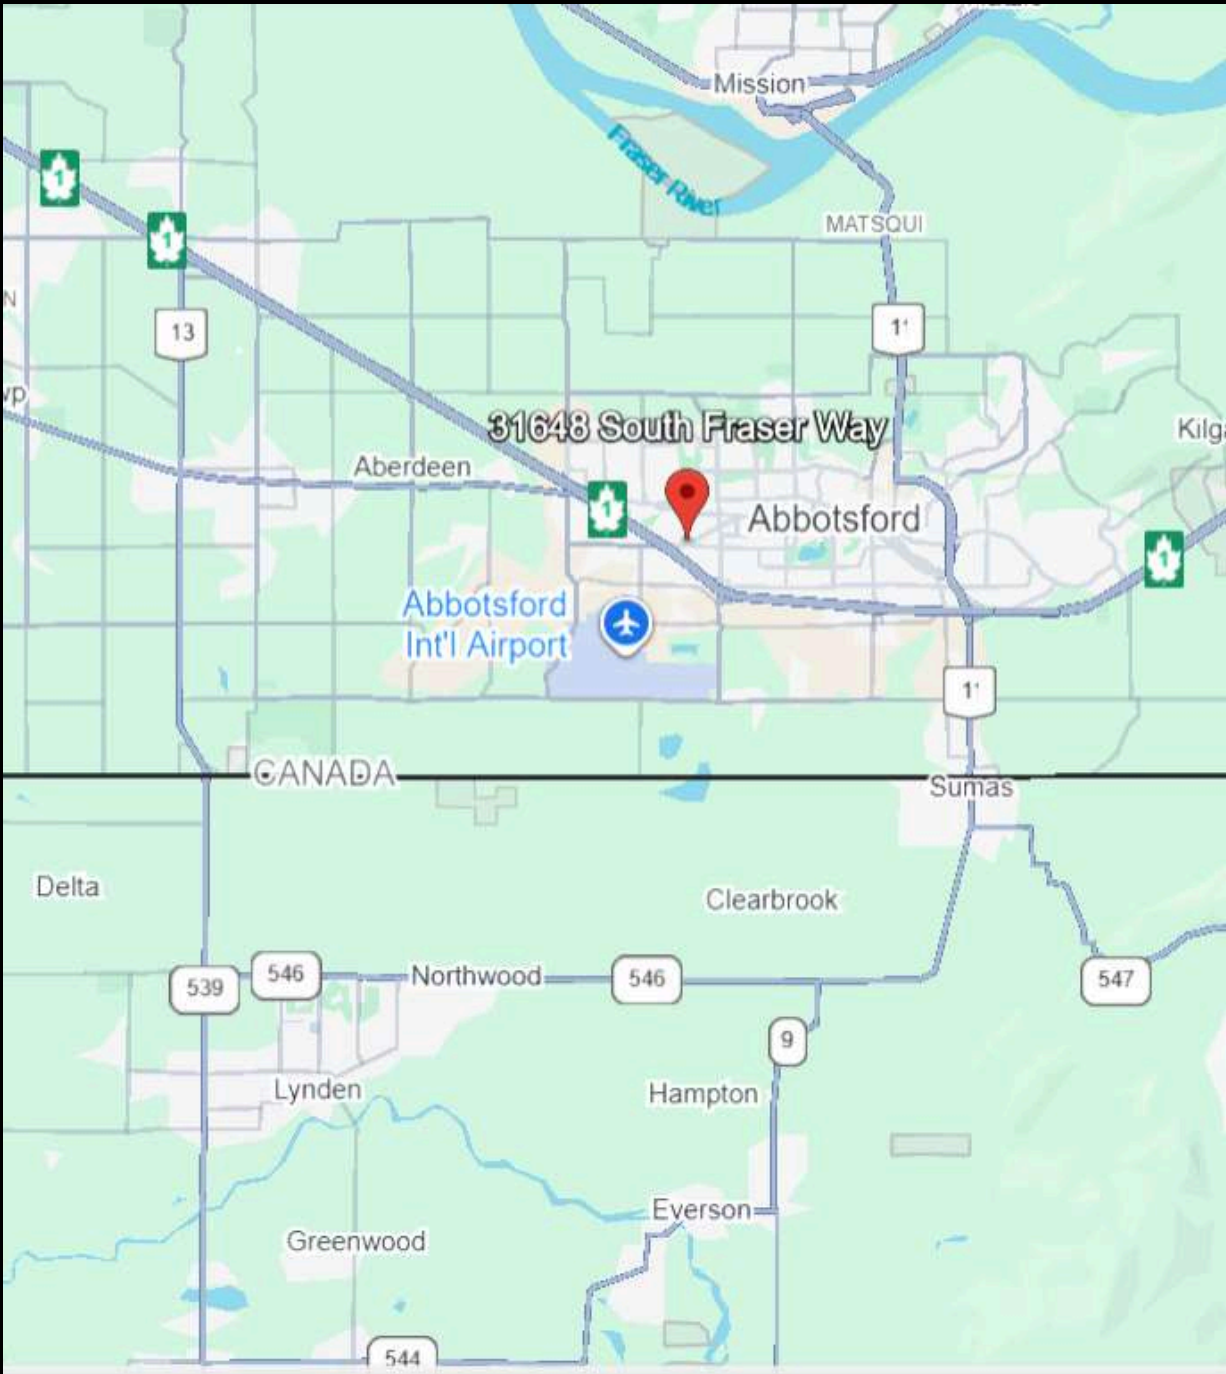 Mission
Fraser River
1
MATSQUI
1
N
13
1'
31648 South Fraser Way
Kilga
Aberdeen
1
Abbotsford
1
Abbotsford
Int'l Airport
1'
CANADA
Sumas
Delta
Clearbrook
546
Northwood
546
547
539
9
Lynden
Hampton
Everson
Greenwood
544